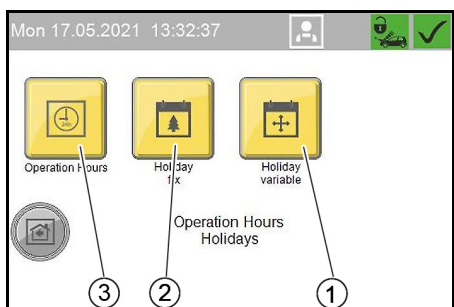 Mon 17.05.2021 13:32:37
24h
Operation Hours
Holiday
fix
Holiday
variable
Operation Hours
Holidays
3
2
1